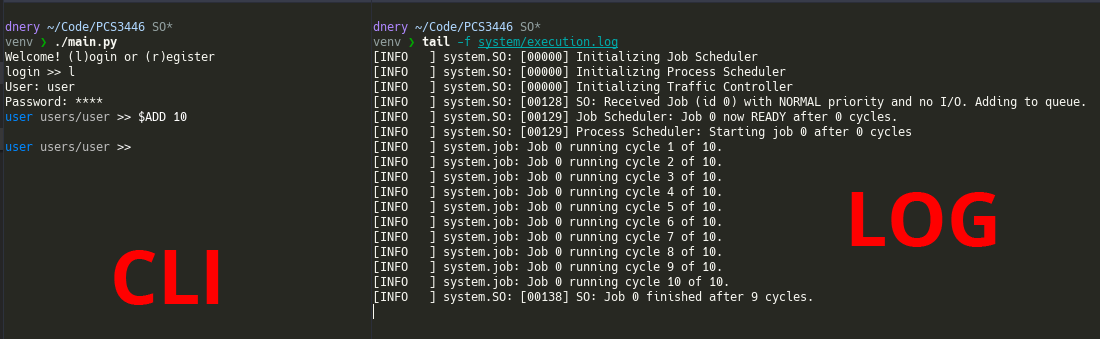 dnery ~/Code/PCS3446 SO*
venv ❯ ./main.py
Welcome! (l)ogin or (r)egister
login >> l
User: user
Password: ****
user users/user >> $ADD 10
user users/user >>
CLI
dnery ~/Code/PCS3446 SO*
venv ❯ tail -f system/execution.log
[INFO   ] system.SO: [00000] Initializing Job Scheduler
[INFO   ] system.SO: [00000] Initializing Process Scheduler
[INFO   ] system.SO: [00000] Initializing Traffic Controller
[INFO   ] system.SO: [00128] SO: Received Job (id 0) with NORMAL priority and no I/O. Adding to queue.
[INFO   ] system.SO: [00129] Job Scheduler: Job 0 now READY after 0 cycles.
[INFO   ] system.SO: [00129] Process Scheduler: Starting job 0 after 0 cycles
[INFO   ] system.job: Job 0 running cycle 1 of 10.
[INFO   ] system.job: Job 0 running cycle 2 of 10.
[INFO   ] system.job: Job 0 running cycle 3 of 10.
[INFO   ] system.job: Job 0 running cycle 4 of 10.
[INFO   ] system.job: Job 0 running cycle 5 of 10.
[INFO   ] system.job: Job 0 running cycle 6 of 10.
[INFO   ] system.job: Job 0 running cycle 7 of 10.
[INFO   ] system.job: Job 0 running cycle 8 of 10.
[INFO   ] system.job: Job 0 running cycle 9 of 10.
[INFO   ] system.job: Job 0 running cycle 10 of 10.
[INFO   ] system.SO: [00138] SO: Job 0 finished after 9 cycles.
LOG